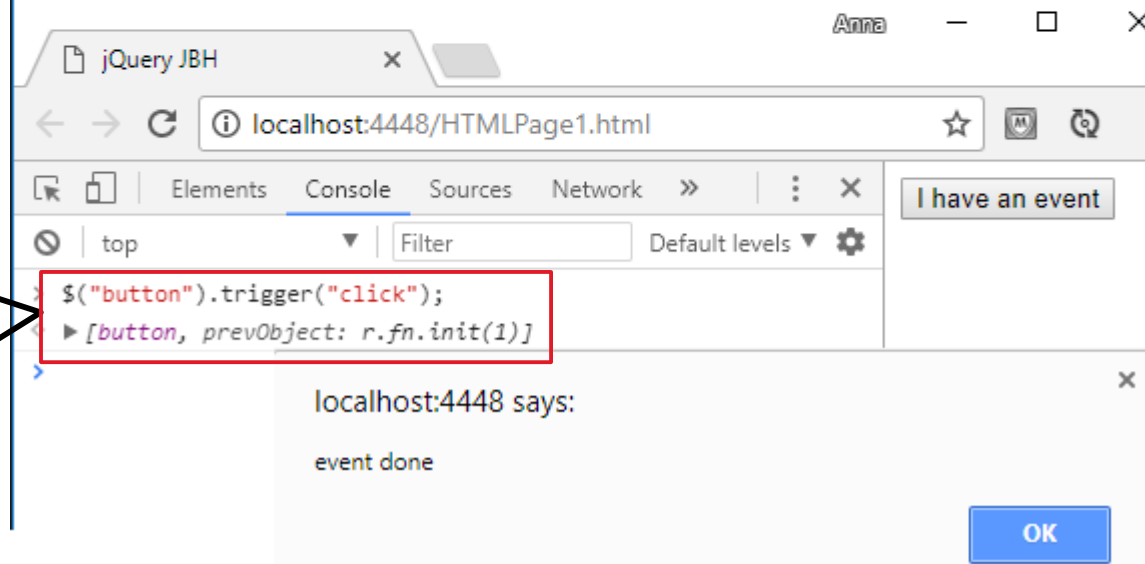 Anna
jQuery JBH
localhost:4448/HTMLPage1.html
Elements Console Sources Network »
I have an event
top Filter Default levels
$("button").trigger("click");
[button, prevObject: r.fn.init(1)]
localhost:4448 says:
event done
OK